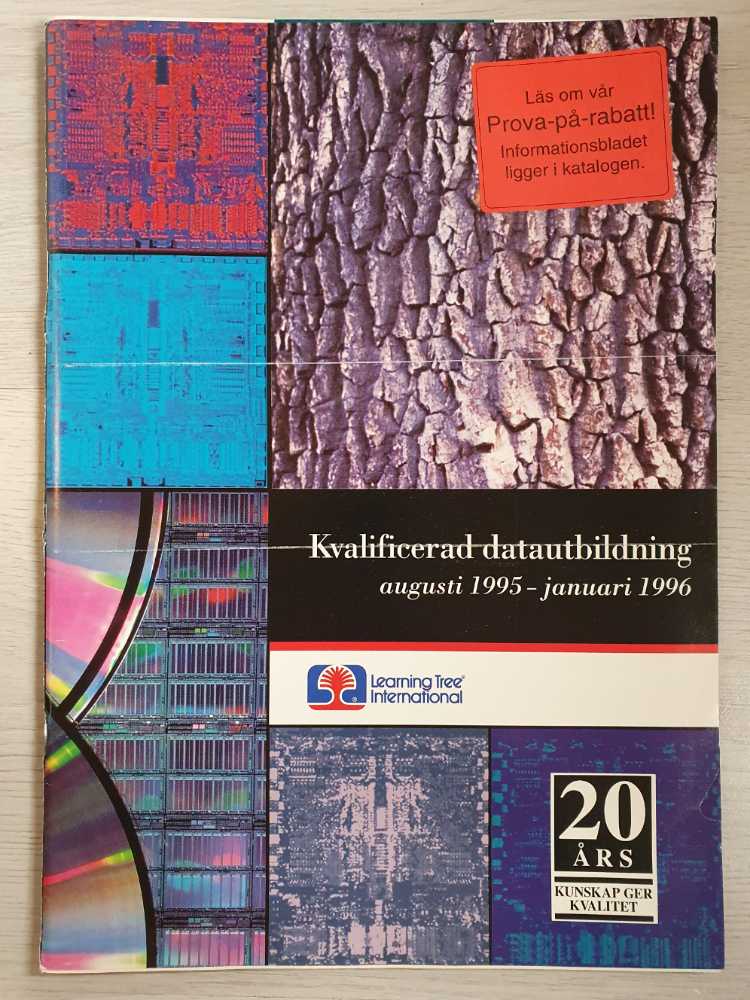 Läs om vår
Prova-på-rabatt!
Informationsbladet
ligger i katalogen.
Kvalificerad datautbildning
augusti 1995 – januari 1996
Learning Tree®
International
®
20
ÅRS
KUNSKAP GER
KVALITET